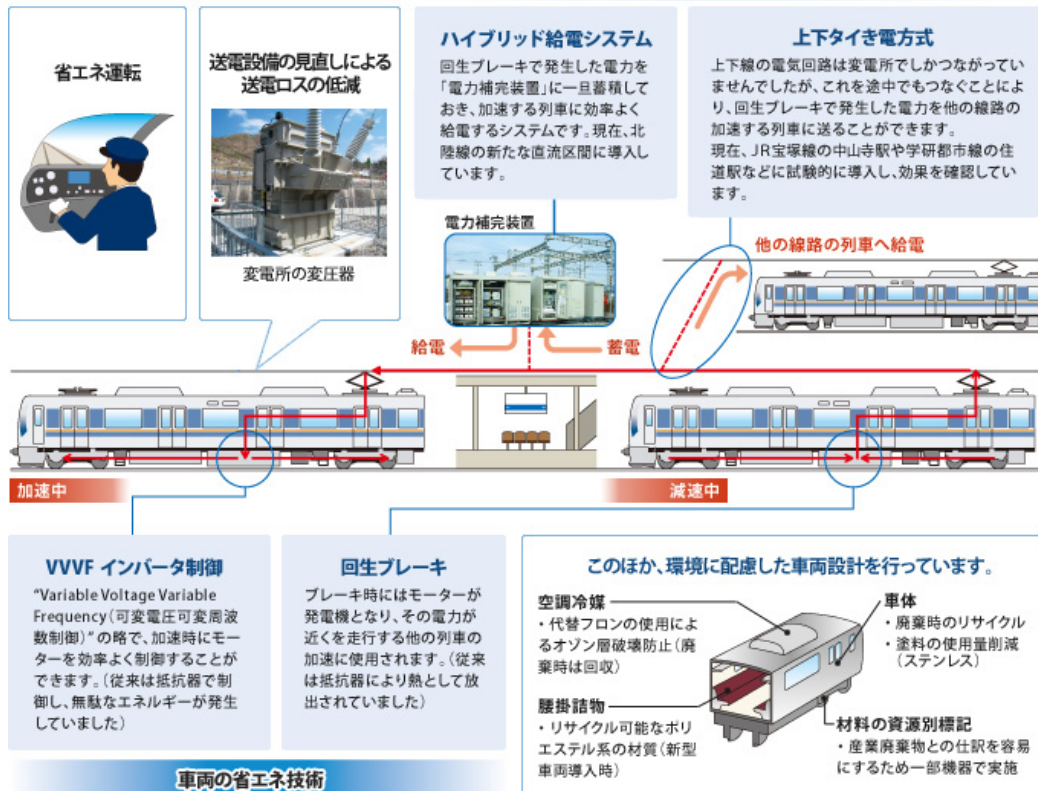 省エネ運転
送電設備の見直しによる
送電ロスの低減
変電所の変圧器
ハイブリッド給電システム
回生ブレーキで発生した電力を
「電力補完装置」に一旦蓄積して
おき、加速する列車に効率よく
給電するシステムです。現在、北
陸線の新たな直流区間に導入し
ています。
上下タイき電方式
上下線の電気回路は変電所でしかつながってい
ませんでしたが、これを途中でもつなぐことによ
り、回生ブレーキで発生した電力を他の線路の
加速する列車に送ることができます。
現在、JR宝塚線の中山寺駅や学研都市線の住
道駅などに試験的に導入し、効果を確認してい
ます。
電力補完装置
他の線路の列車へ給電
給電
蓄電
加速中
減速中
VVVF インバータ制御
“Variable Voltage Variable
Frequency(可変電圧可変周波
数制御)”の略で、加速時にモー
ターを効率よく制御することが
できます。(従来は抵抗器で制
御し、無駄なエネルギーが発生
していました)
回生ブレーキ
ブレーキ時にはモーターが
発電機となり、その電力が
近くを走行する他の列車の
加速に使用されます。(従来
は抵抗器により熱として放
出されていました)
車両の省エネ技術
このほか、環境に配慮した車両設計を行っています。
空調冷媒
・代替フロンの使用によ
るオゾン層破壊防止(廃
棄時は回収)
腰掛詰物
・リサイクル可能なポリ
エステル系の材質(新型
車両導入時)
車体
・廃棄時のリサイクル
・塗料の使用量削減
(ステンレス)
材料の資源別標記
・産業廃棄物との仕訳を容易
にするため一部機器で実施